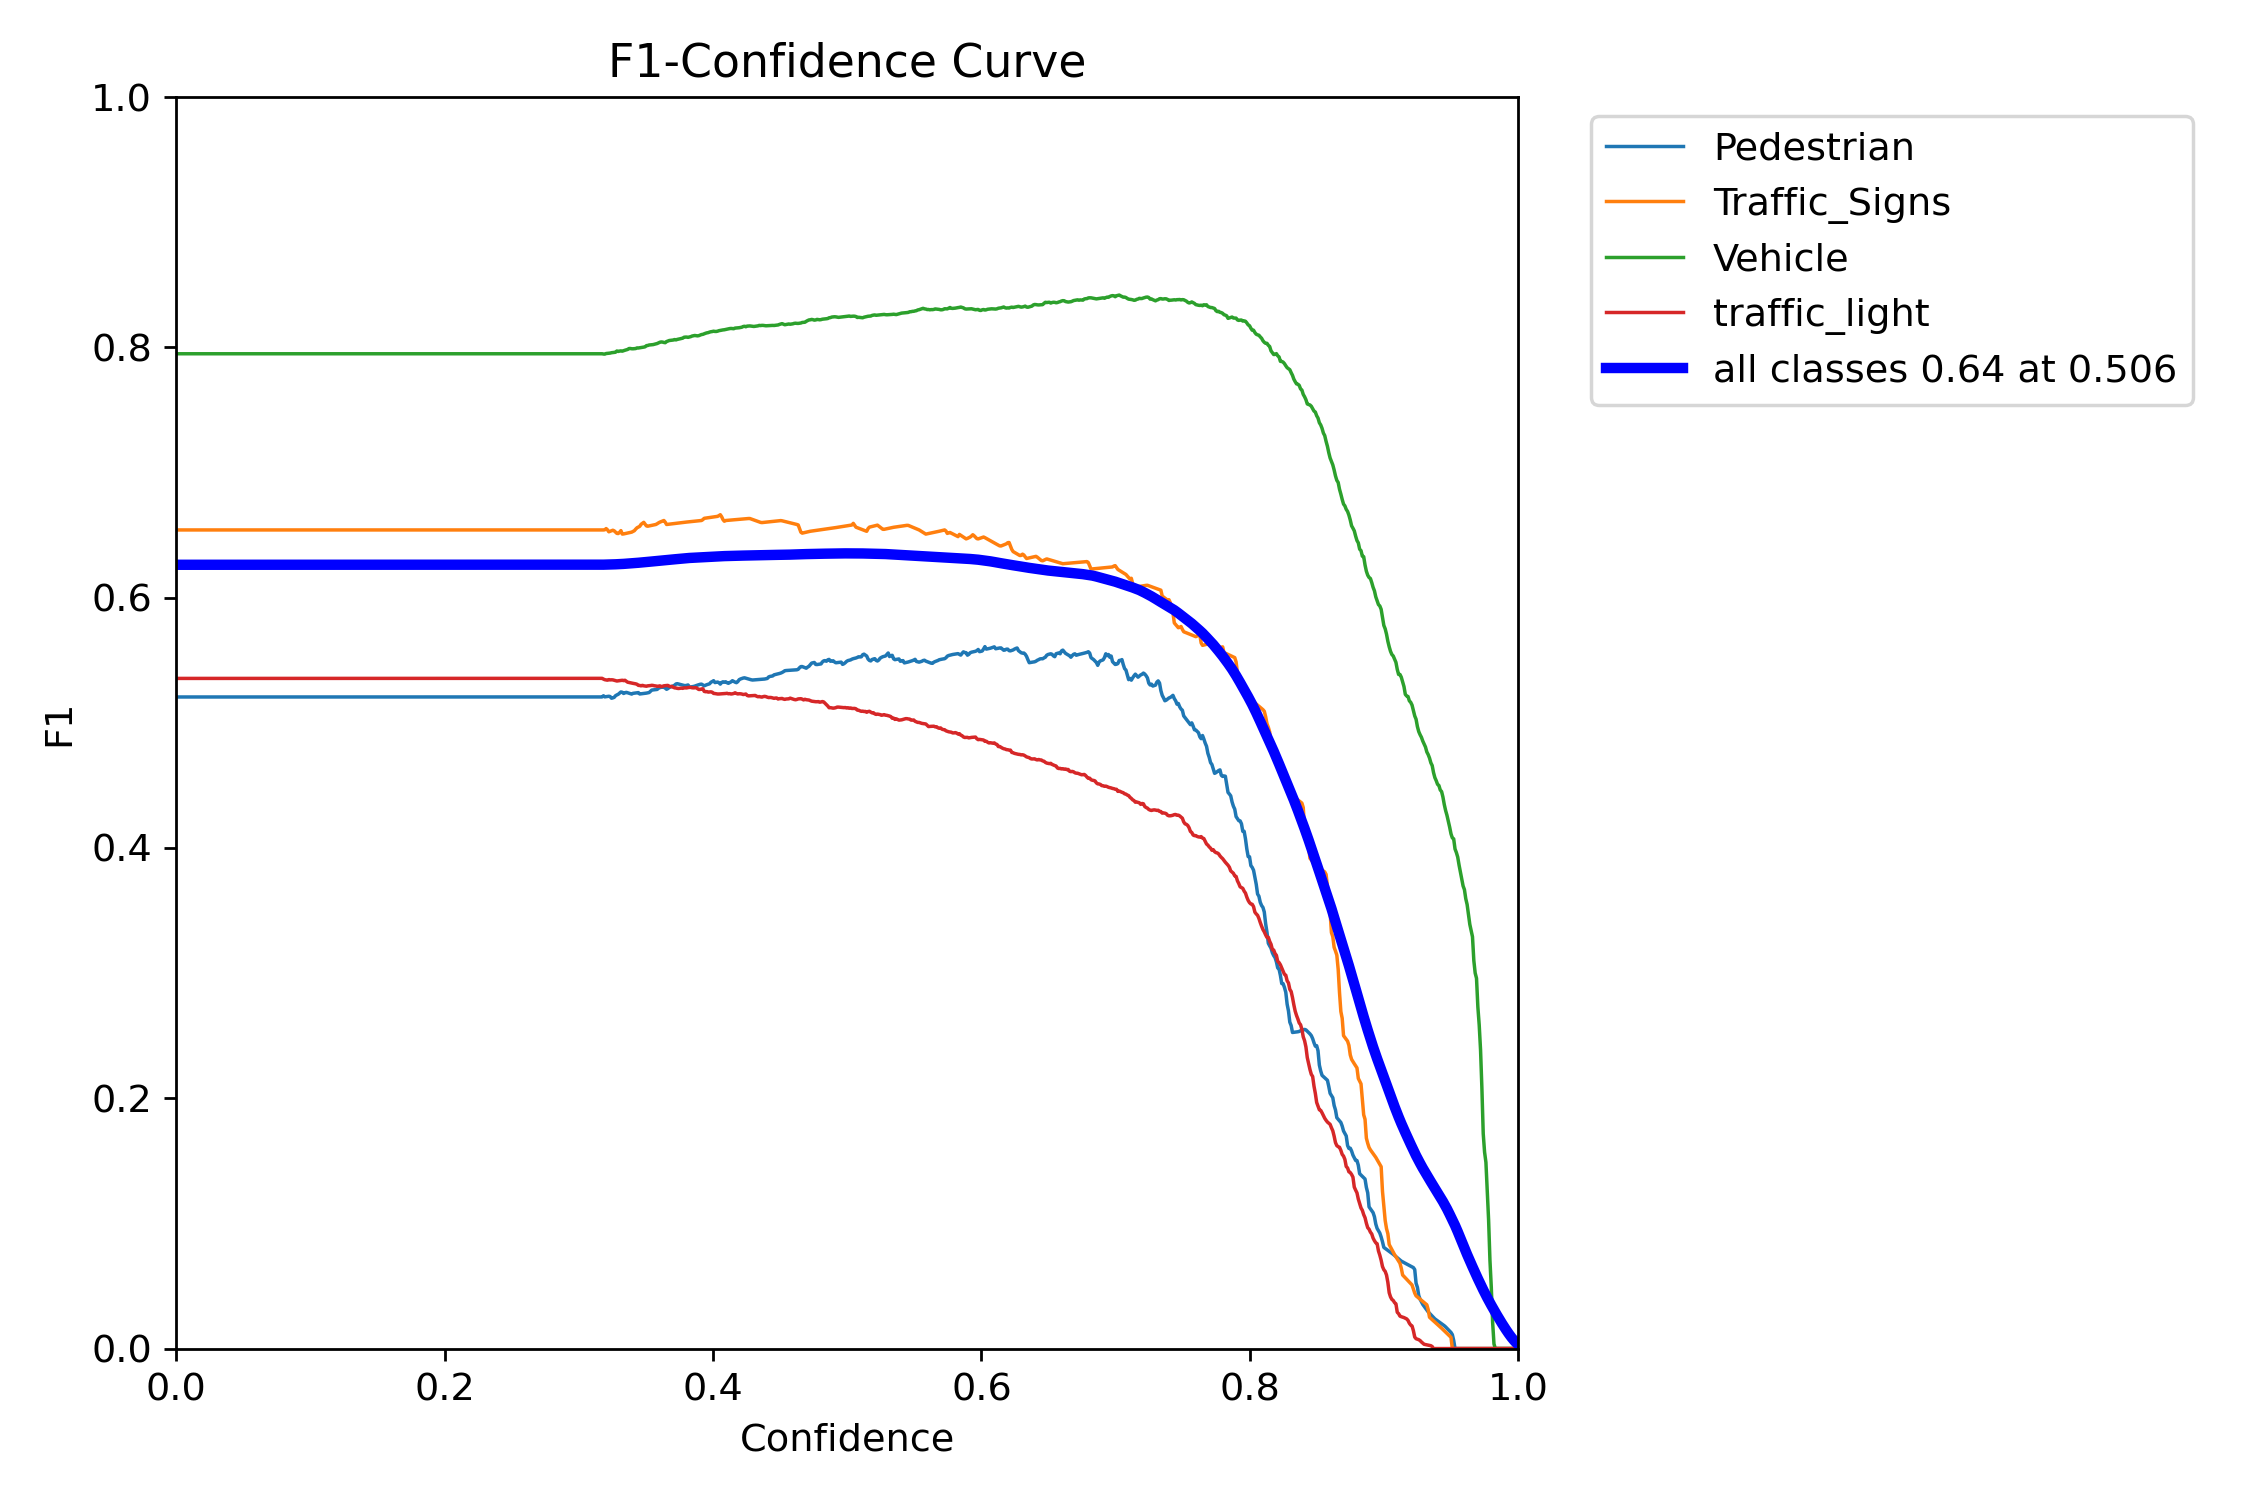 F1-Confidence Curve
1.0
0.8
0.6
0.4
0.2
0.0
F1
0.0 0.2 0.4 0.6 0.8 1.0
Confidence
Pedestrian
Traffic_Signs
Vehicle
traffic_light
all classes 0.64 at 0.506